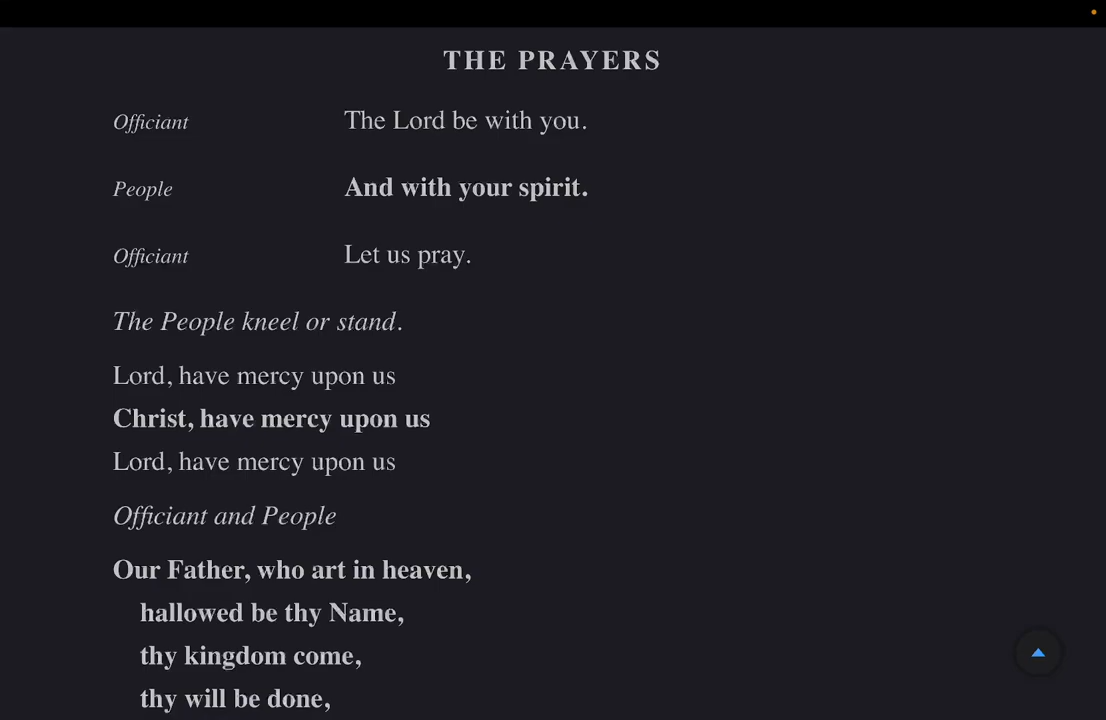 THE PRAYERS
Officiant The Lord be with you.
People And with your spirit.
Officiant Let us pray.
The People kneel or stand.
Lord, have mercy upon us
Christ, have mercy upon us
Lord, have mercy upon us
Officiant and People
Our Father, who art in heaven,
hallowed be thy Name,
thy kingdom come,
thy will be done,